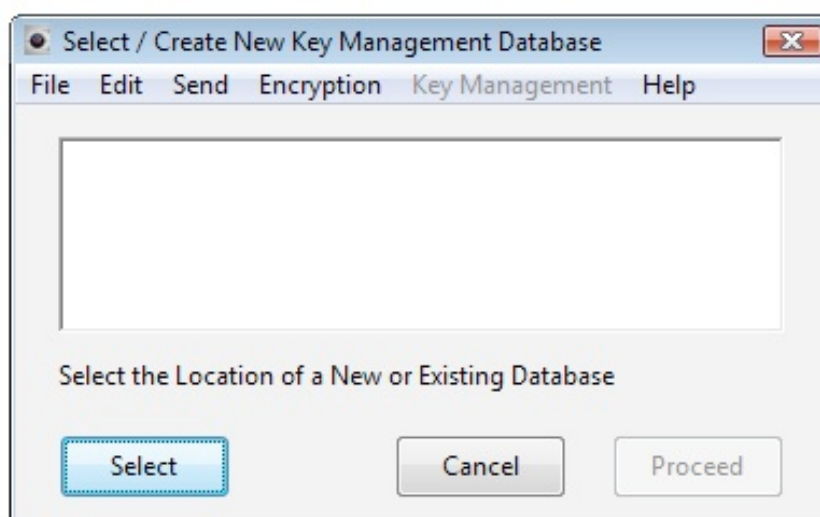 Select / Create New Key Management Database
File Edit Send Encryption Key Management Help
Select the Location of a New or Existing Database
Select Cancel Proceed